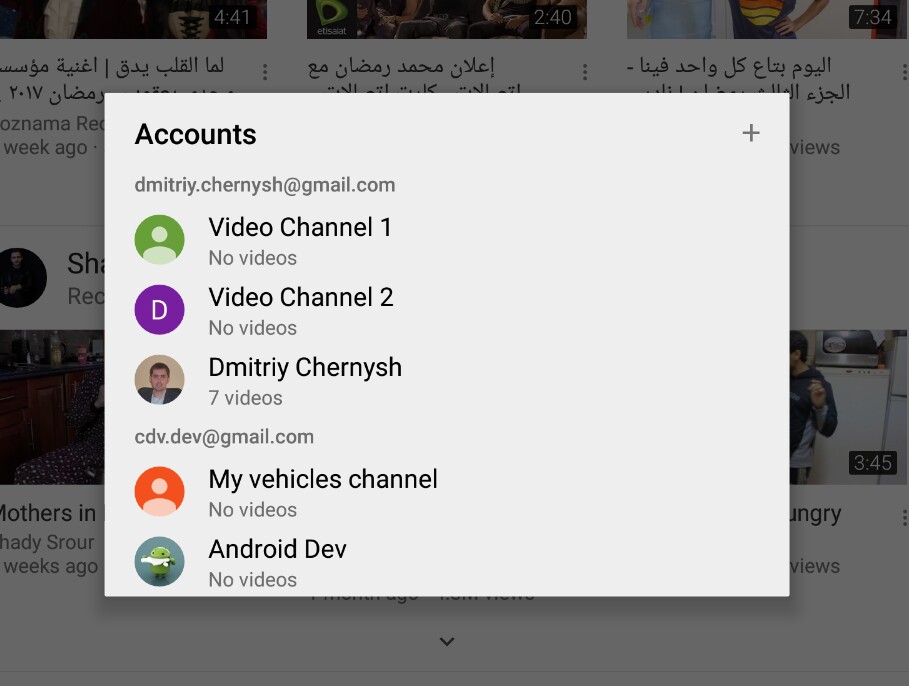 4:41
etisalat
2:40
7:34
لما القلب يدق | اغنية مؤسسة
رمضان ٢٠١٧
إعلان محمد رمضان مع
اليوم بتاع كل واحد فينا -
الجزء الثالث
oznama Rec
week ago ·
views
Accounts
+
dmitriy.chernysh@gmail.com
Video Channel 1
No videos
D
Video Channel 2
No videos
Dmitriy Chernysh
7 videos
cdv.dev@gmail.com
My vehicles channel
No videos
Android Dev
No videos
Sha
Rec
3:45
Mothers in
hady Srour
weeks ago
ungry
views
1 month ago
views